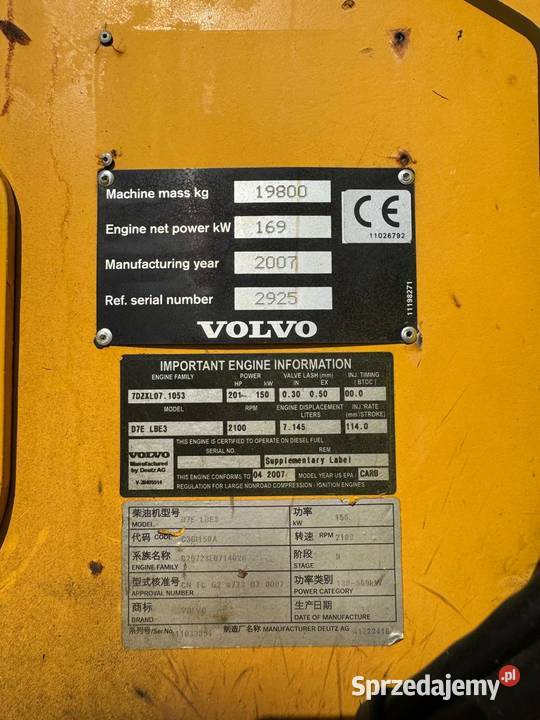 Machine mass kg 19800
Engine net power kW 169
11026792
Manufacturing year 2007
Ref. serial number 2925
11198271
VOLVO
IMPORTANT ENGINE INFORMATION
ENGINE FAMILY POWER VALVE LASH (mm) INJ. TIMING
HP kW IN EX (BTDC)
7DZXL07.1053 201 150 0.30 0.50 00.0
MODEL RPM ENGINE DISPLACEMENT LITERS INJ.RATE (mm³/STROKE)
D7E LBE3 2100 7.145 114.0
THIS ENGINE IS CERTIFIED TO OPERATE ON DIESEL FUEL
REM
VOLVO Supplementary Label
Manufactured by Deutz AG
THIS ENGINE CONFORMS TO 04 2007 MODEL YEAR US EPA CARB
REGULATION FOR LARGE NONROAD COMPRESSION - IGNITION ENGINES
柴油机型号 D7E LBE3 功率
MODEL kW
代码 CODE 转速 RPM 2100
系族名称 阶段
ENGINE FAMILY STAGE
型式核准号 功率类别
APPROVAL NUMBER POWER CATEGORY
商标 VOLVO 生产日期
BRAND DATE OF MANUFACTURE
系列号/Ser.No. 制造厂名称 MANUFACTURER DEUTZ AG
Sprzedajemy.pl